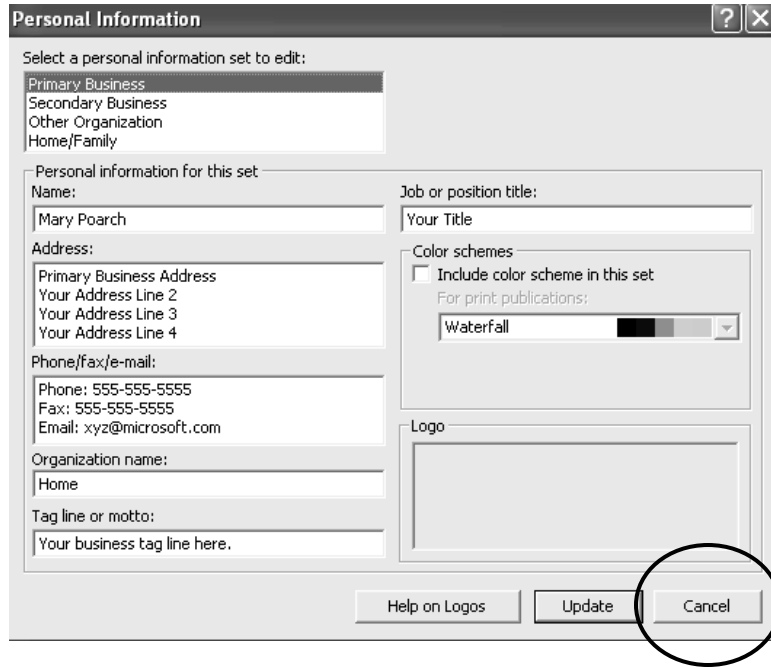 Personal Information
Select a personal information set to edit:
Primary Business
Secondary Business
Other Organization
Home/Family
Personal information for this set
Name:
Mary Poarch
Address:
Primary Business Address
Your Address Line 2
Your Address Line 3
Your Address Line 4
Phone/fax/e-mail:
Phone: 555-555-5555
Fax: 555-555-5555
Email: xyz@microsoft.com
Organization name:
Home
Tag line or motto:
Your business tag line here.
Job or position title:
Your Title
Color schemes
Include color scheme in this set
For print publications:
Waterfall
Logo
Help on Logos
Update
Cancel